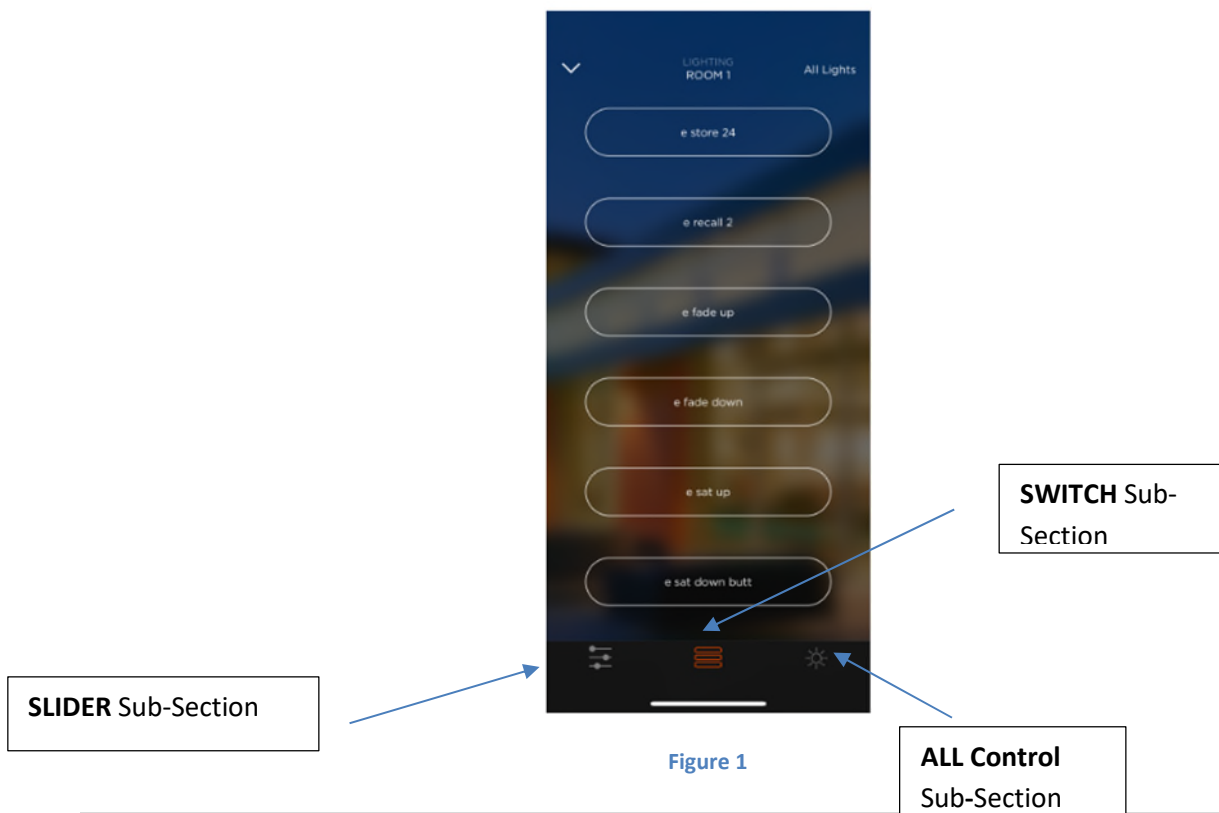 LIGHTING
ROOM 1
All Lights
e store 24
e recall 2
e fade up
e fade down
e sat up
e sat down butt
SWITCH Sub-
Section
SLIDER Sub-Section
ALL Control
Sub-Section
Figure 1